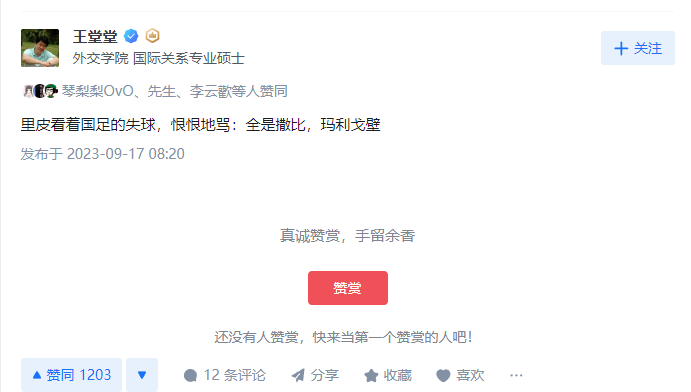 王堂堂
外交学院 国际关系专业硕士
+ 关注
琴梨梨OvO、先生、李云歡等人赞同
里皮看着国足的失球，恨恨地骂：全是撒比，玛利戈壁
发布于 2023-09-17 08:20
真诚赞赏，手留余香
赞赏
还没有人赞赏，快来当第一个赞赏的人吧！
▲ 赞同 1203 ▼ 12 条评论 分享 收藏 喜欢 ···